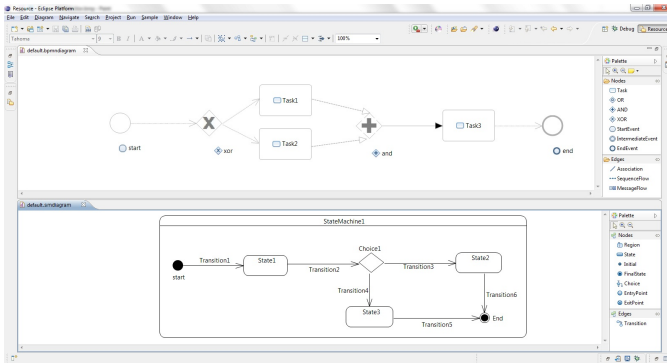 Resource - Eclipse Platform
File Edit Diagram Navigate Search Project Run Sample Window Help
Tahoma 9 B I A 100% Debug Resource
default.bpmndiagram
Palette
Nodes
Task
OR
AND
XOR
StartEvent
IntermediateEvent
EndEvent
Edges
Association
SequenceFlow
MessageFlow
Task1
X
Task2
Task3
start
xor
and
end
default.smdiagram
Palette
Nodes
Region
State
Initial
FinalState
Choice
EntryPoint
ExitPoint
Edges
Transition
StateMachine1
Choice1
Transition1
State1
Transition2
Transition3
State2
start
Transition4
Transition6
State3
Transition5
End